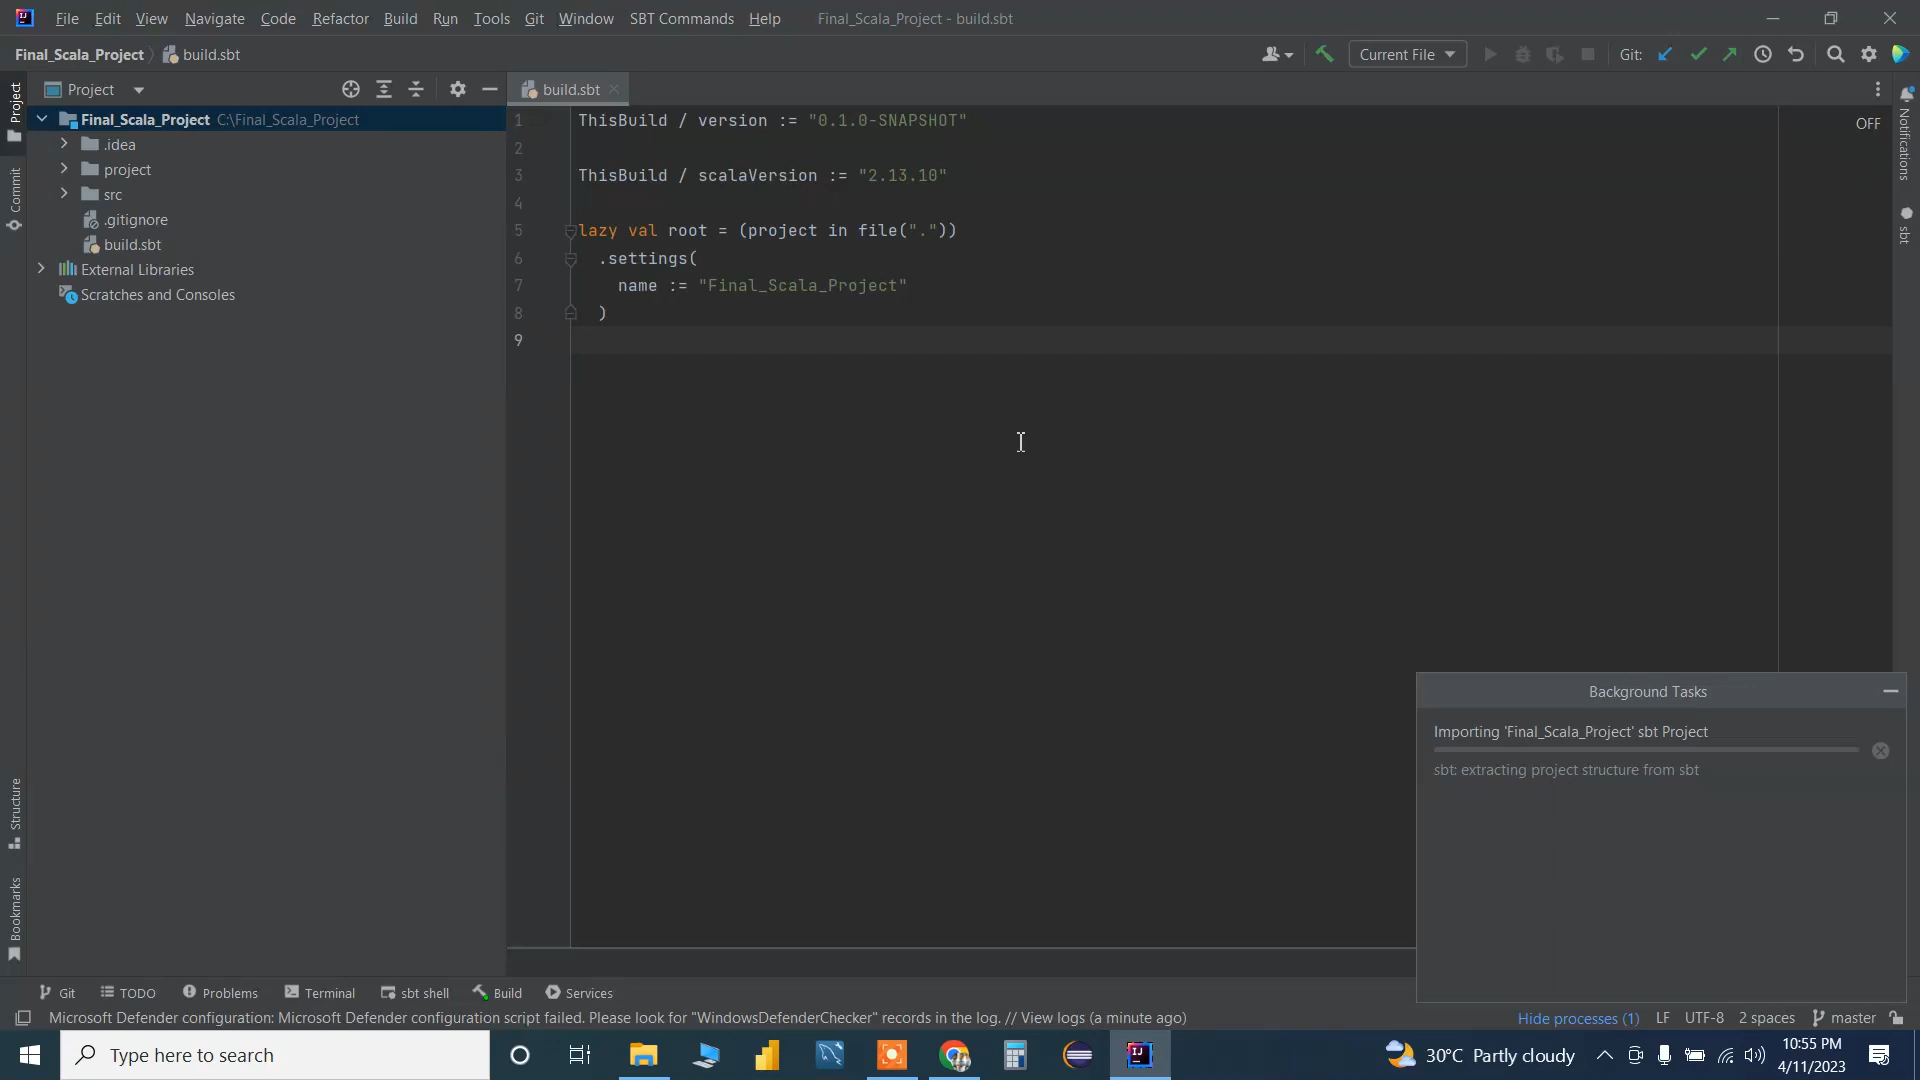 File Edit View Navigate Code Refactor Build Run Tools Git Window SBT Commands Help Final_Scala_Project - build.sbt
Final_Scala_Project build.sbt
Current File
Git:
Project
build.sbt
Final_Scala_Project C:\Final_Scala_Project
.idea
project
src
.gitignore
build.sbt
External Libraries
Scratches and Consoles
1 ThisBuild / version := "0.1.0-SNAPSHOT"
2
3 ThisBuild / scalaVersion := "2.13.10"
4
5 lazy val root = (project in file("."))
6 .settings(
7 name := "Final_Scala_Project"
8 )
9
OFF
Project
Commit
Structure
Bookmarks
Notifications
sbt
Background Tasks
Importing 'Final_Scala_Project' sbt Project
sbt: extracting project structure from sbt
Git TODO Problems Terminal sbt shell Build Services
Microsoft Defender configuration: Microsoft Defender configuration script failed. Please look for "WindowsDefenderChecker" records in the log. // View logs (a minute ago)
Hide processes (1) LF UTF-8 2 spaces master
Type here to search
30°C Partly cloudy
10:55 PM
4/11/2023